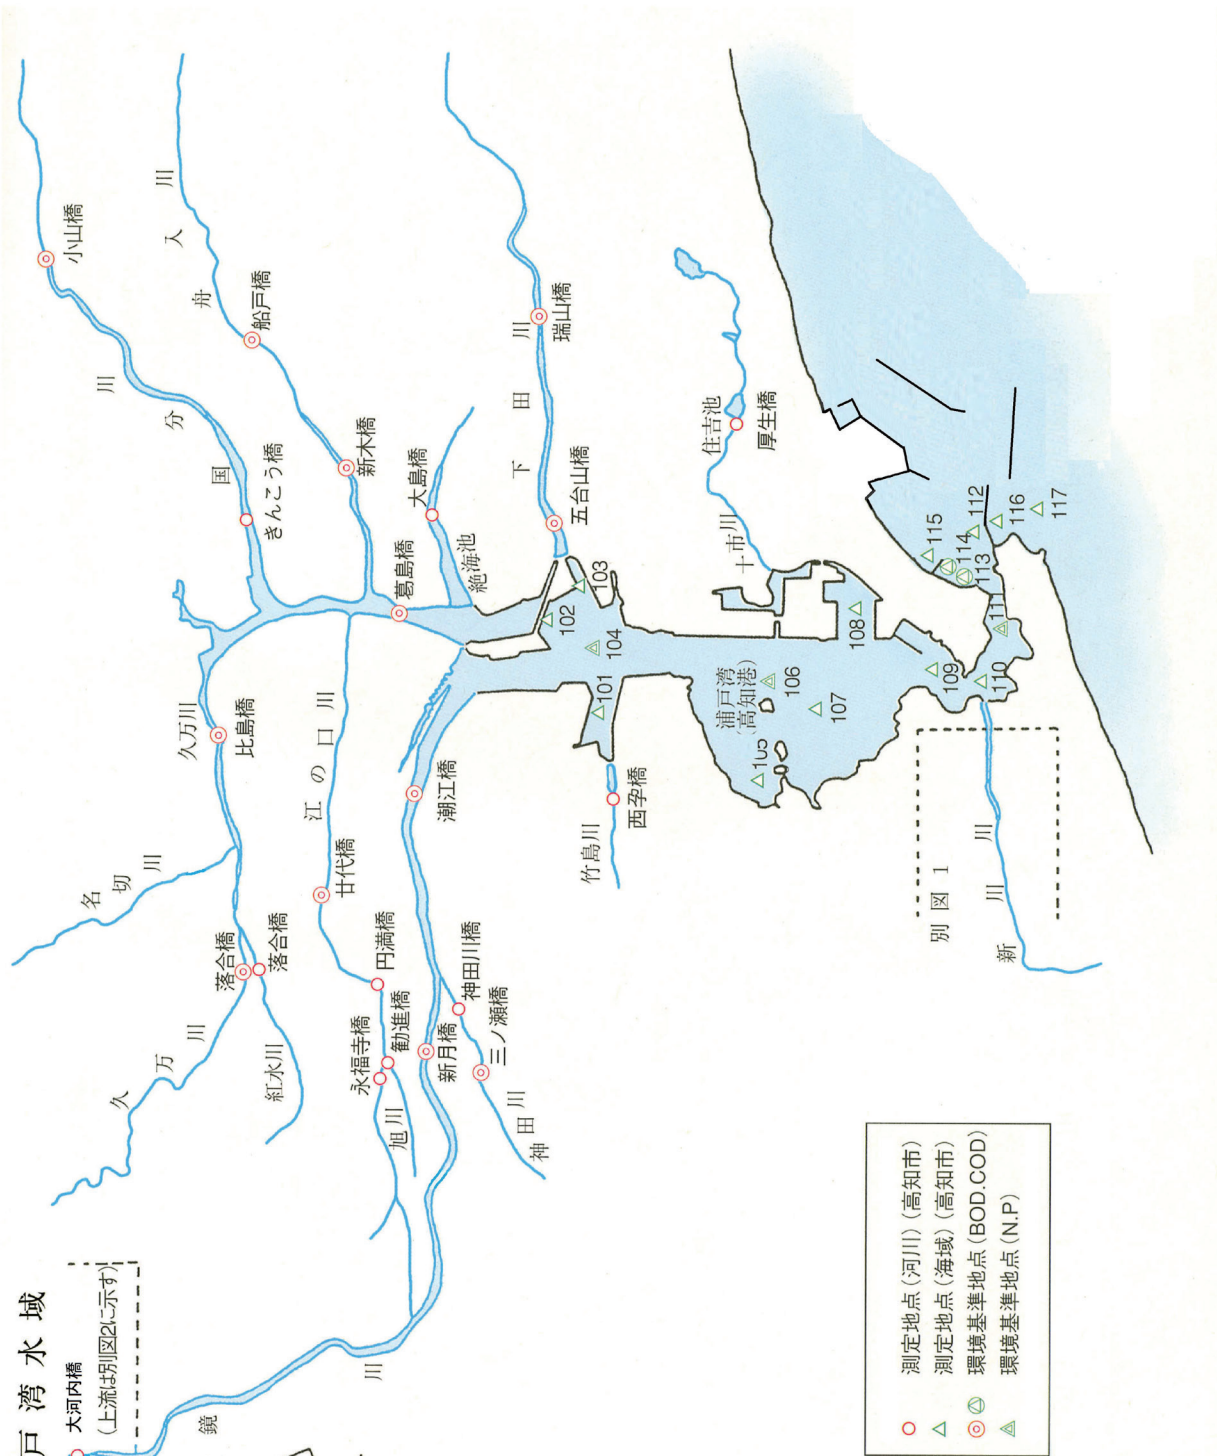 戸湾水域
大河内橋
(上流は別図2に示す)
鏡
川
小山橋
国
分
川
きんこう橋
舟
入
川
船戸橋
新木橋
大島橋
葛島橋
絶海池
下
田
川
瑞山橋
五台山橋
住吉池
厚生橋
十市川
久万川
比島橋
江の口川
廿代橋
潮江橋
名
切
川
落合橋
落合橋
久
万
川
紅水川
円満橋
永福寺橋
勧進橋
旭川
新月橋
神田川橋
三ノ瀬橋
神
田
川
竹島川
西孕橋
浦戸湾
(高知港)
101
102
103
104
105
106
107
108
109
110
111
112
113
114
115
116
117
別図1
新
川
川
測定地点(河川)(高知市)
測定地点(海域)(高知市)
環境基準地点(BOD.COD)
環境基準地点(N.P)